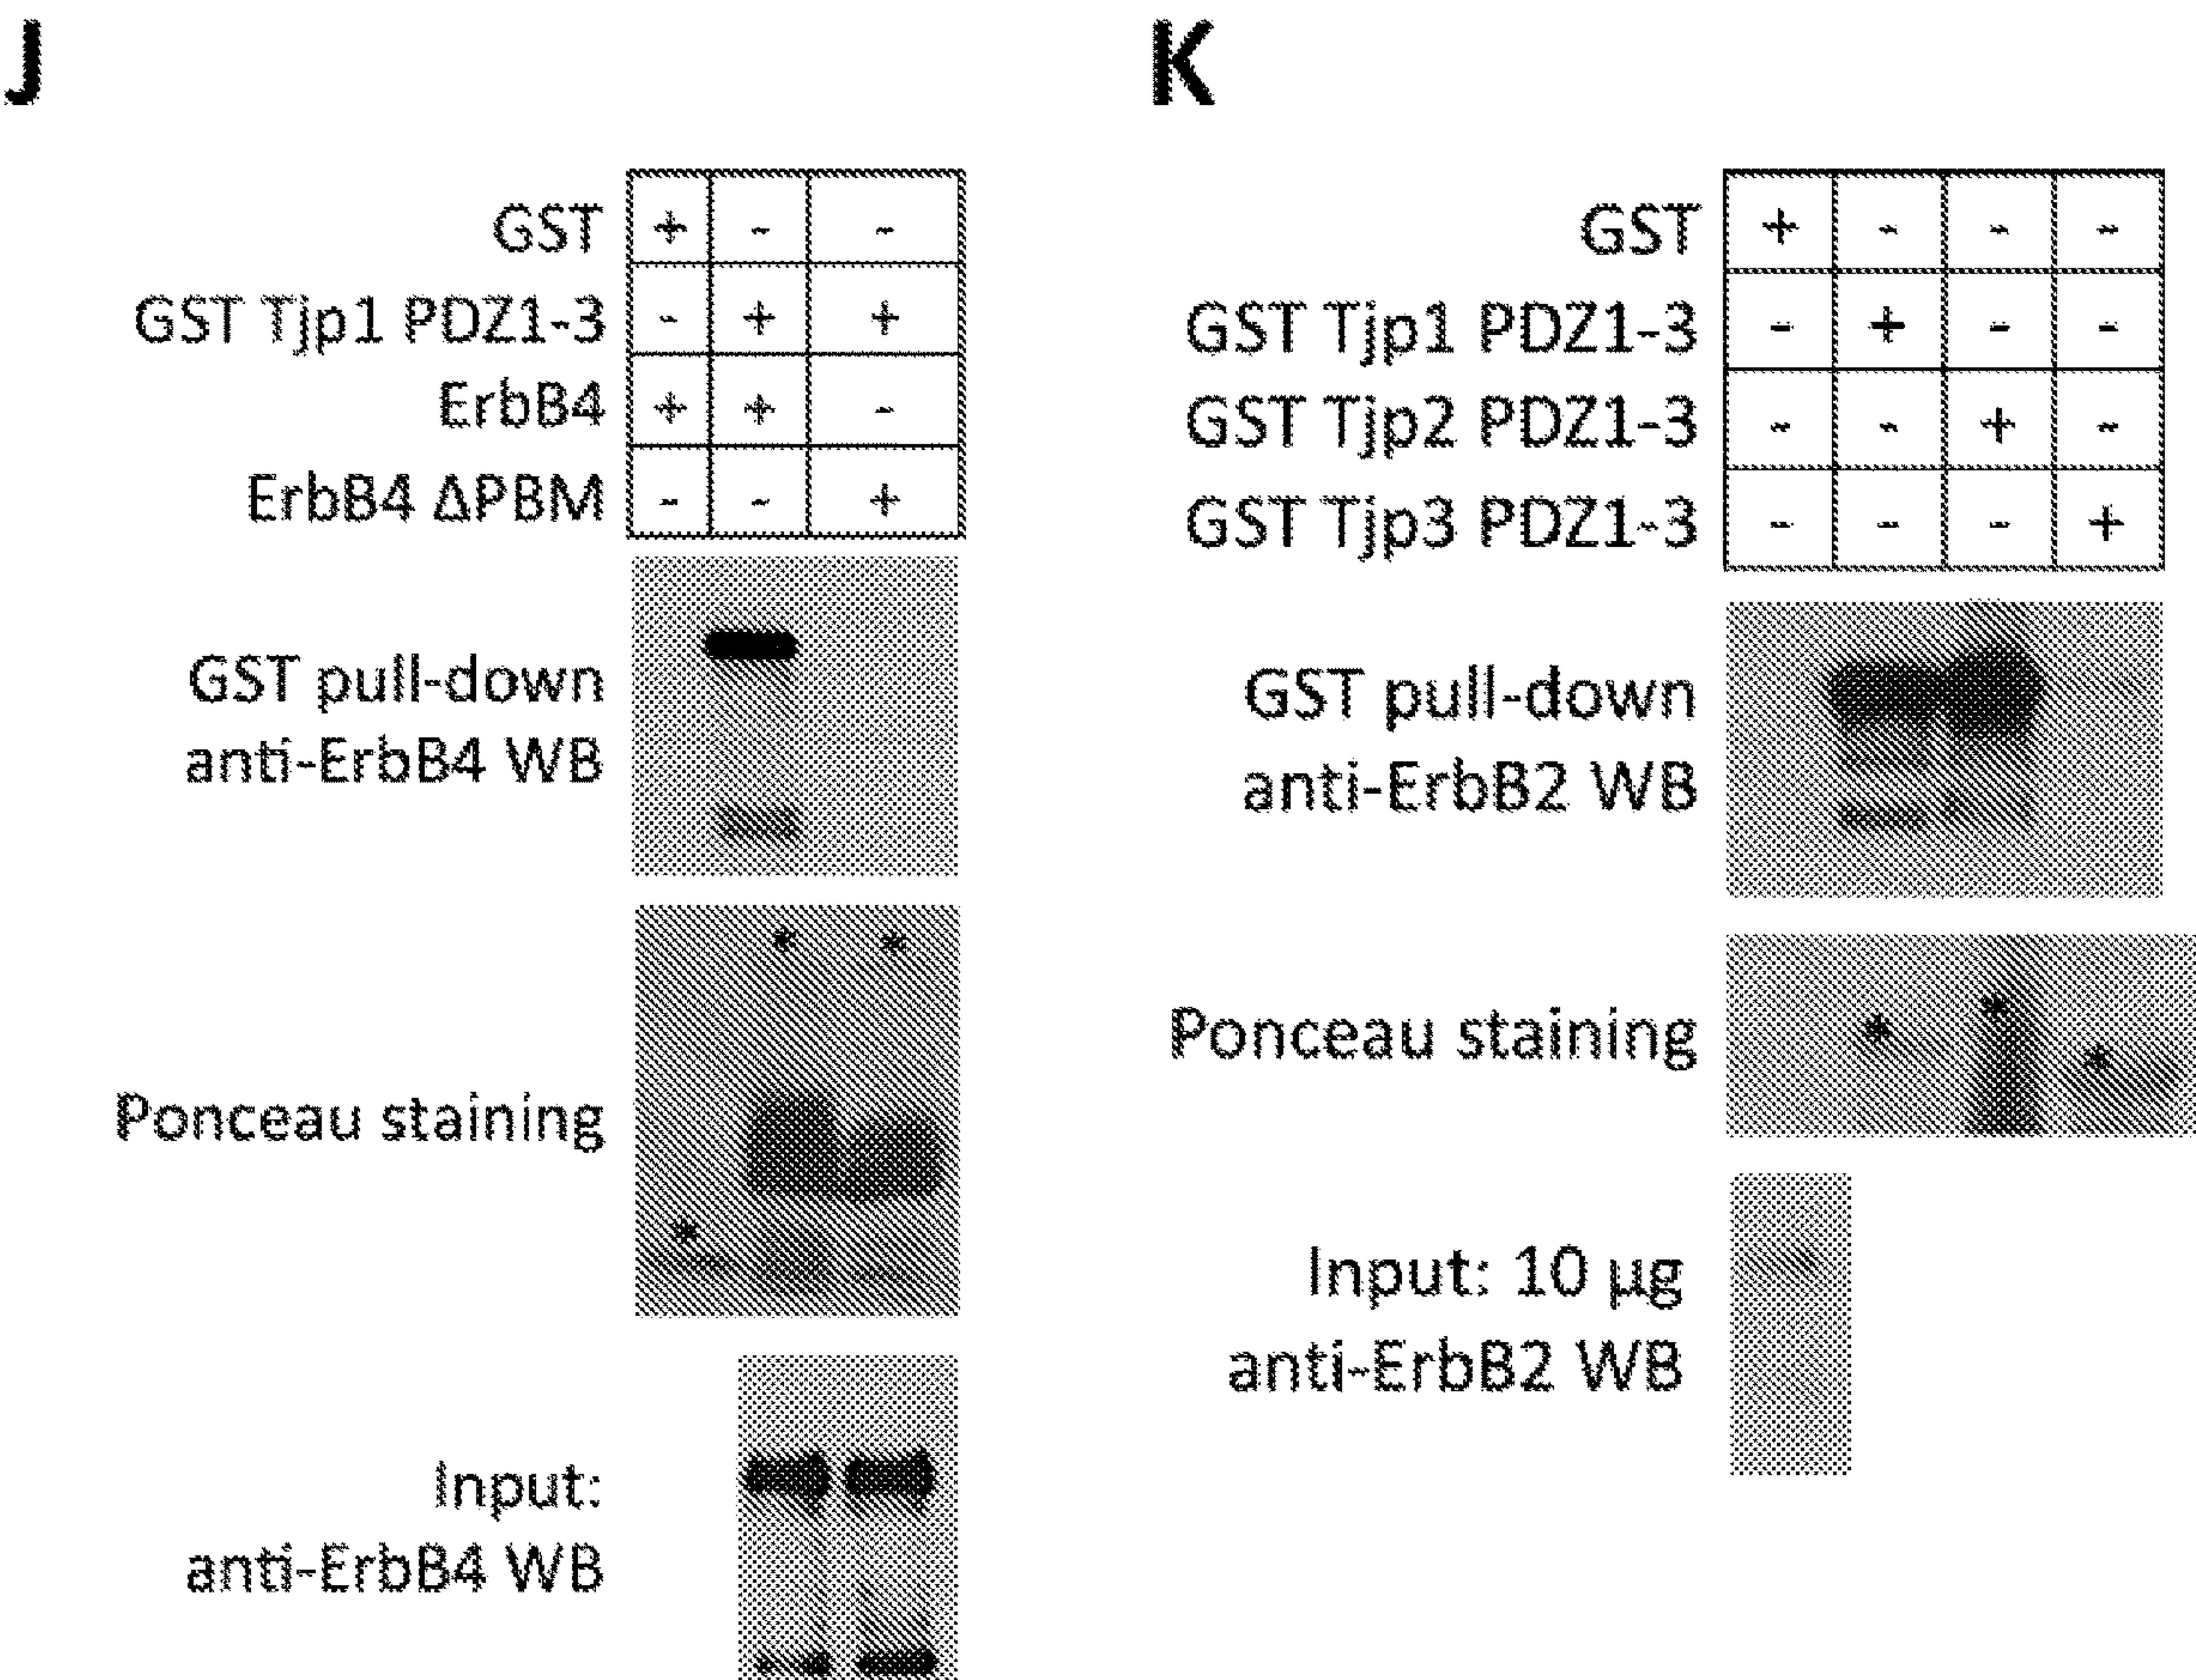 J
GST + - -
GST Tjp1 PDZ1-3 - + +
ErbB4 + + -
ErbB4 ΔPBM - - +
GST pull-down
anti-ErbB4 WB
* *
Ponceau staining
*
Input:
anti-ErbB4 WB
K
GST + - - -
GST Tjp1 PDZ1-3 - + - -
GST Tjp2 PDZ1-3 - - + -
GST Tjp3 PDZ1-3 - - - +
GST pull-down
anti-ErbB2 WB
Ponceau staining * * *
Input: 10 µg
anti-ErbB2 WB